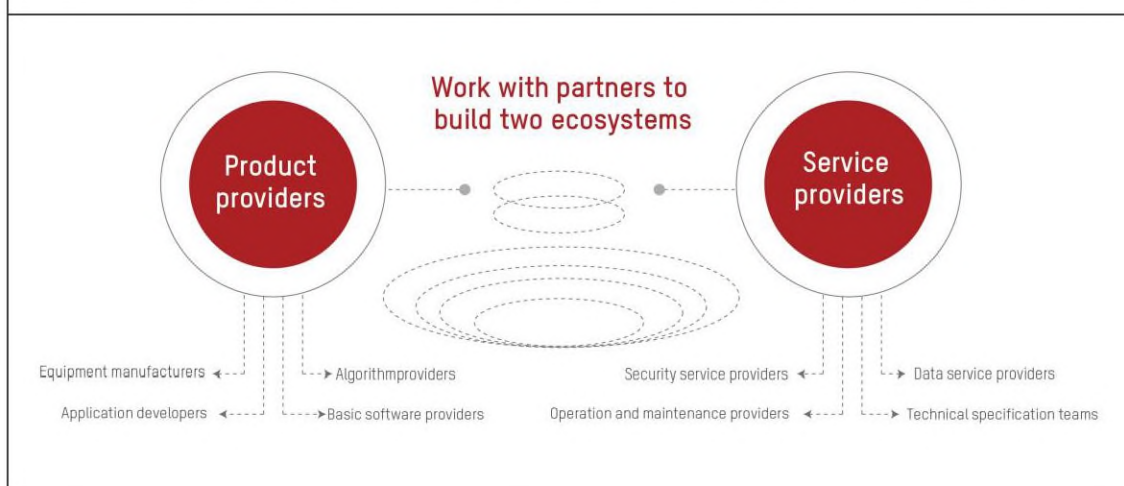 Work with partners to
build two ecosystems
Product
providers
Service
providers
Equipment manufacturers
Algorithmproviders
Application developers
Basic software providers
Security service providers
Data service providers
Operation and maintenance providers
Technical specification teams